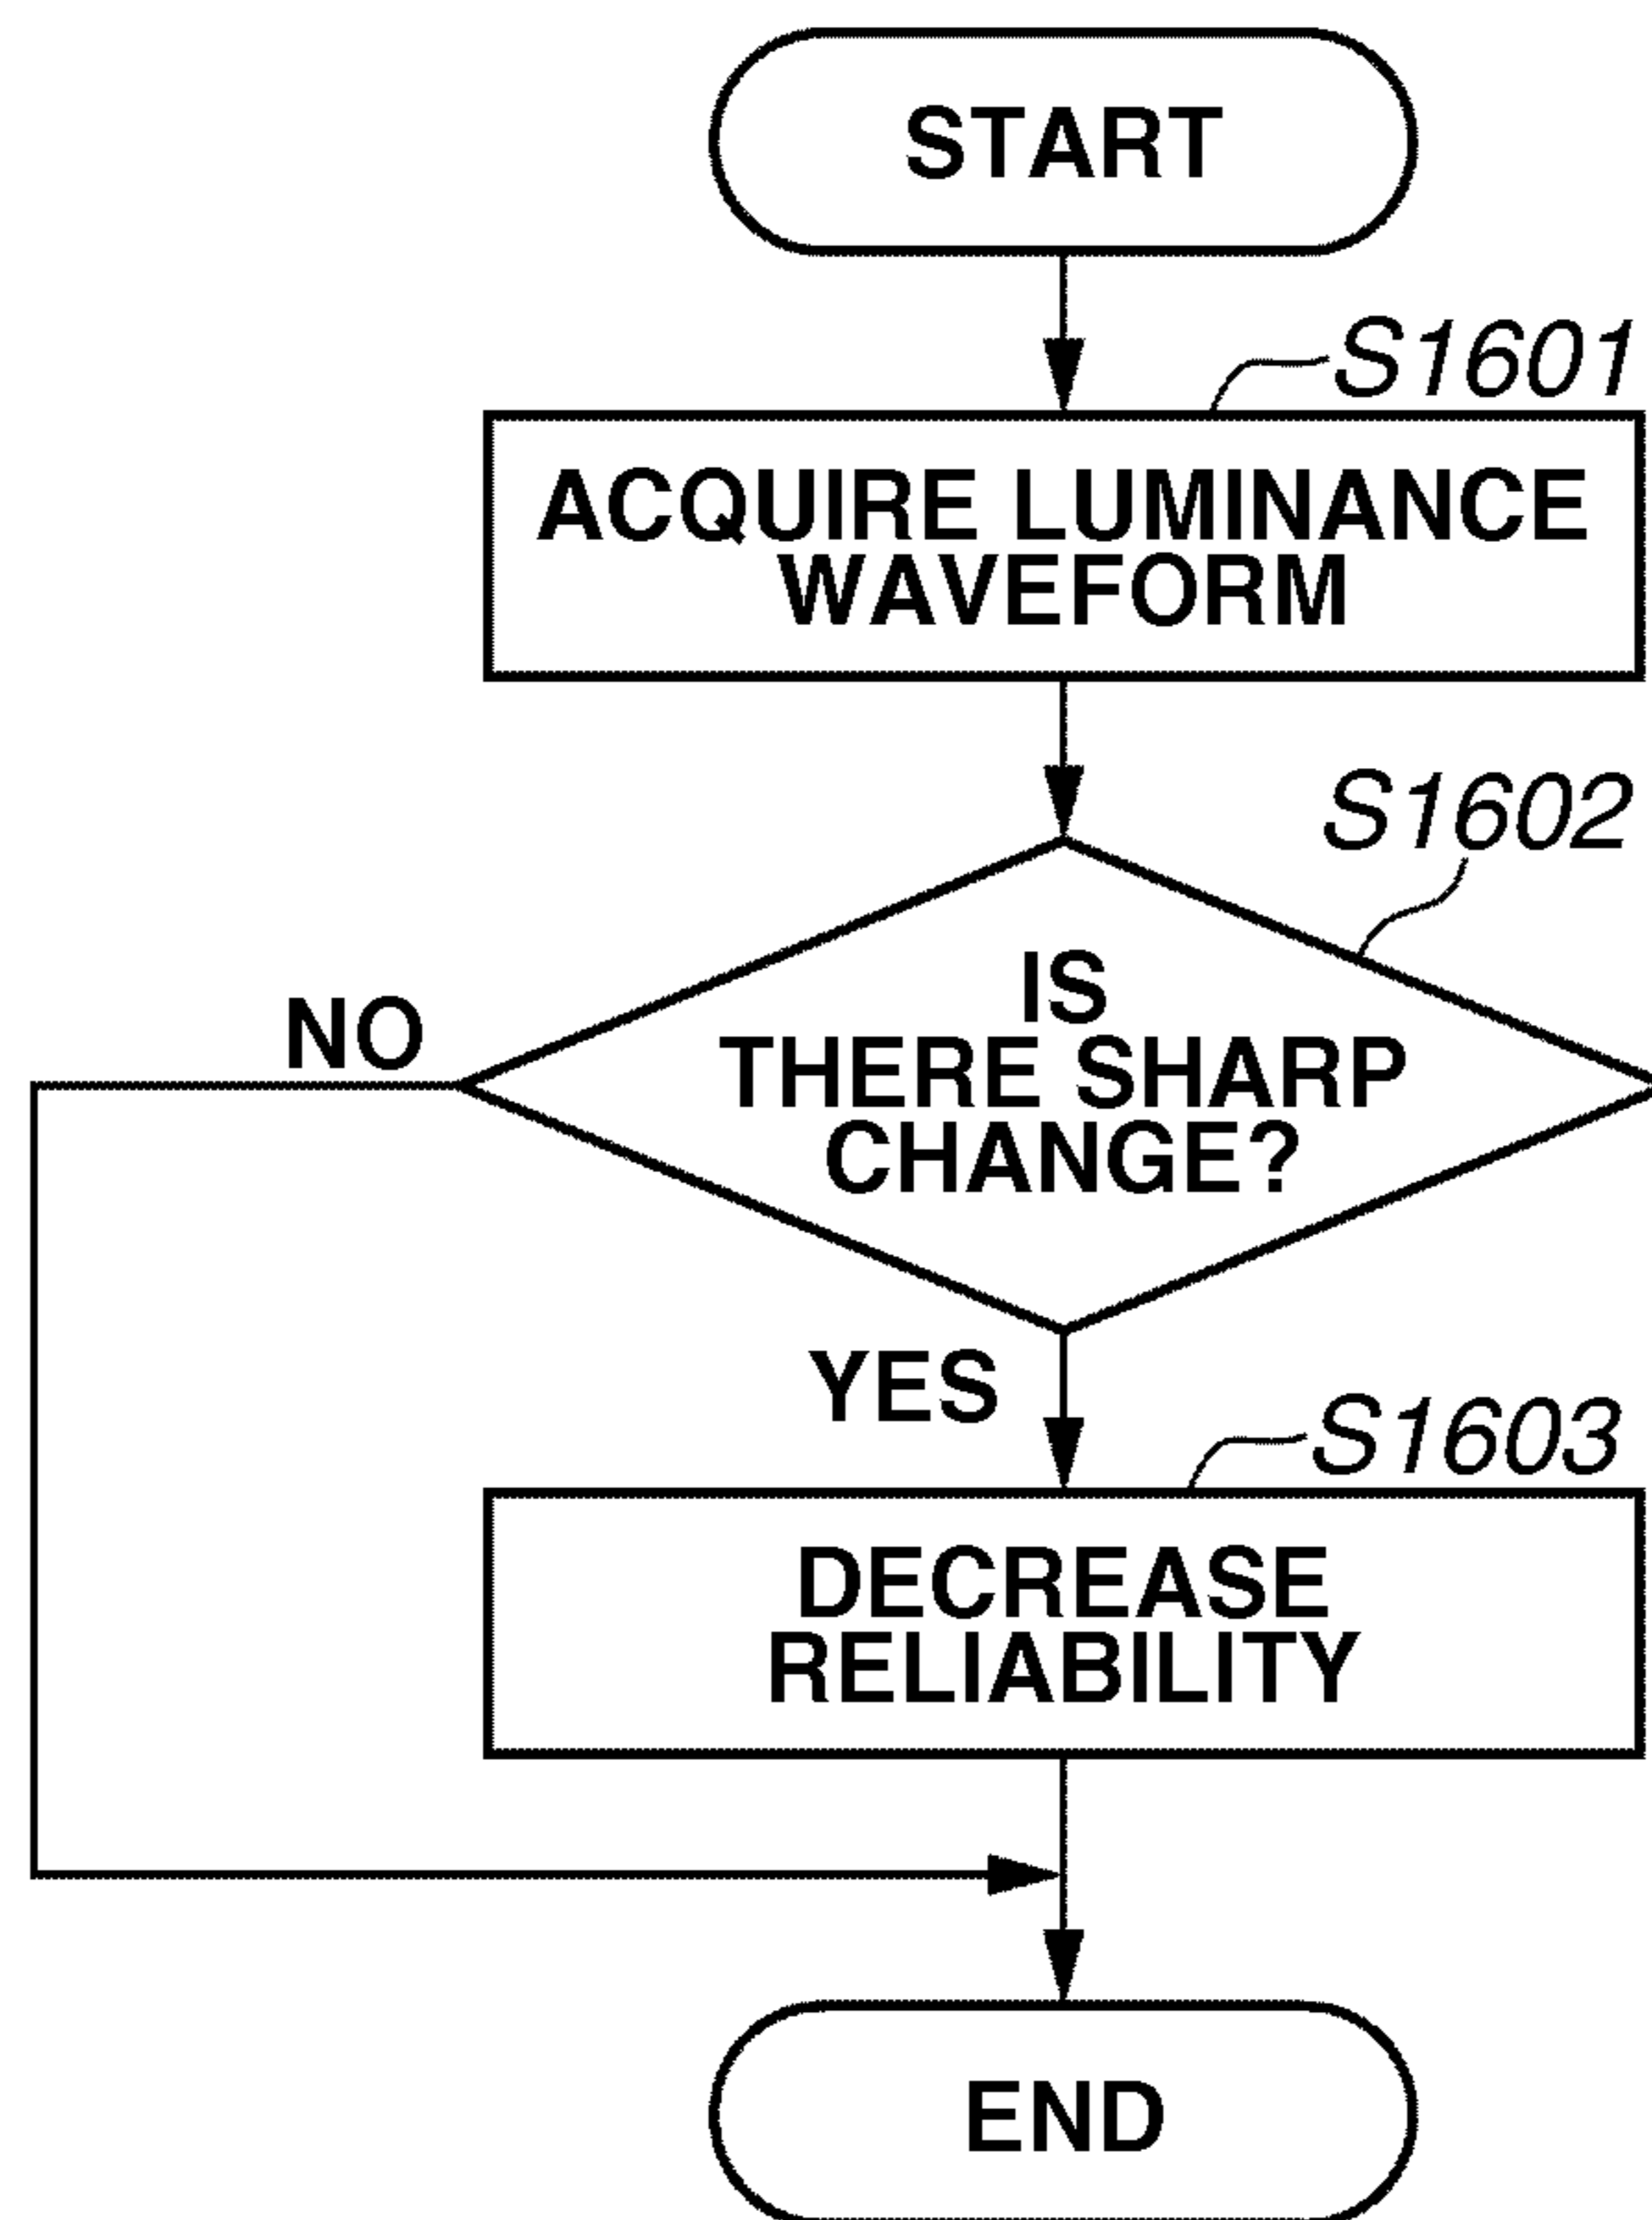 START
S1601
ACQUIRE LUMINANCE
WAVEFORM
S1602
IS
THERE SHARP
CHANGE?
NO
YES
S1603
DECREASE
RELIABILITY
END